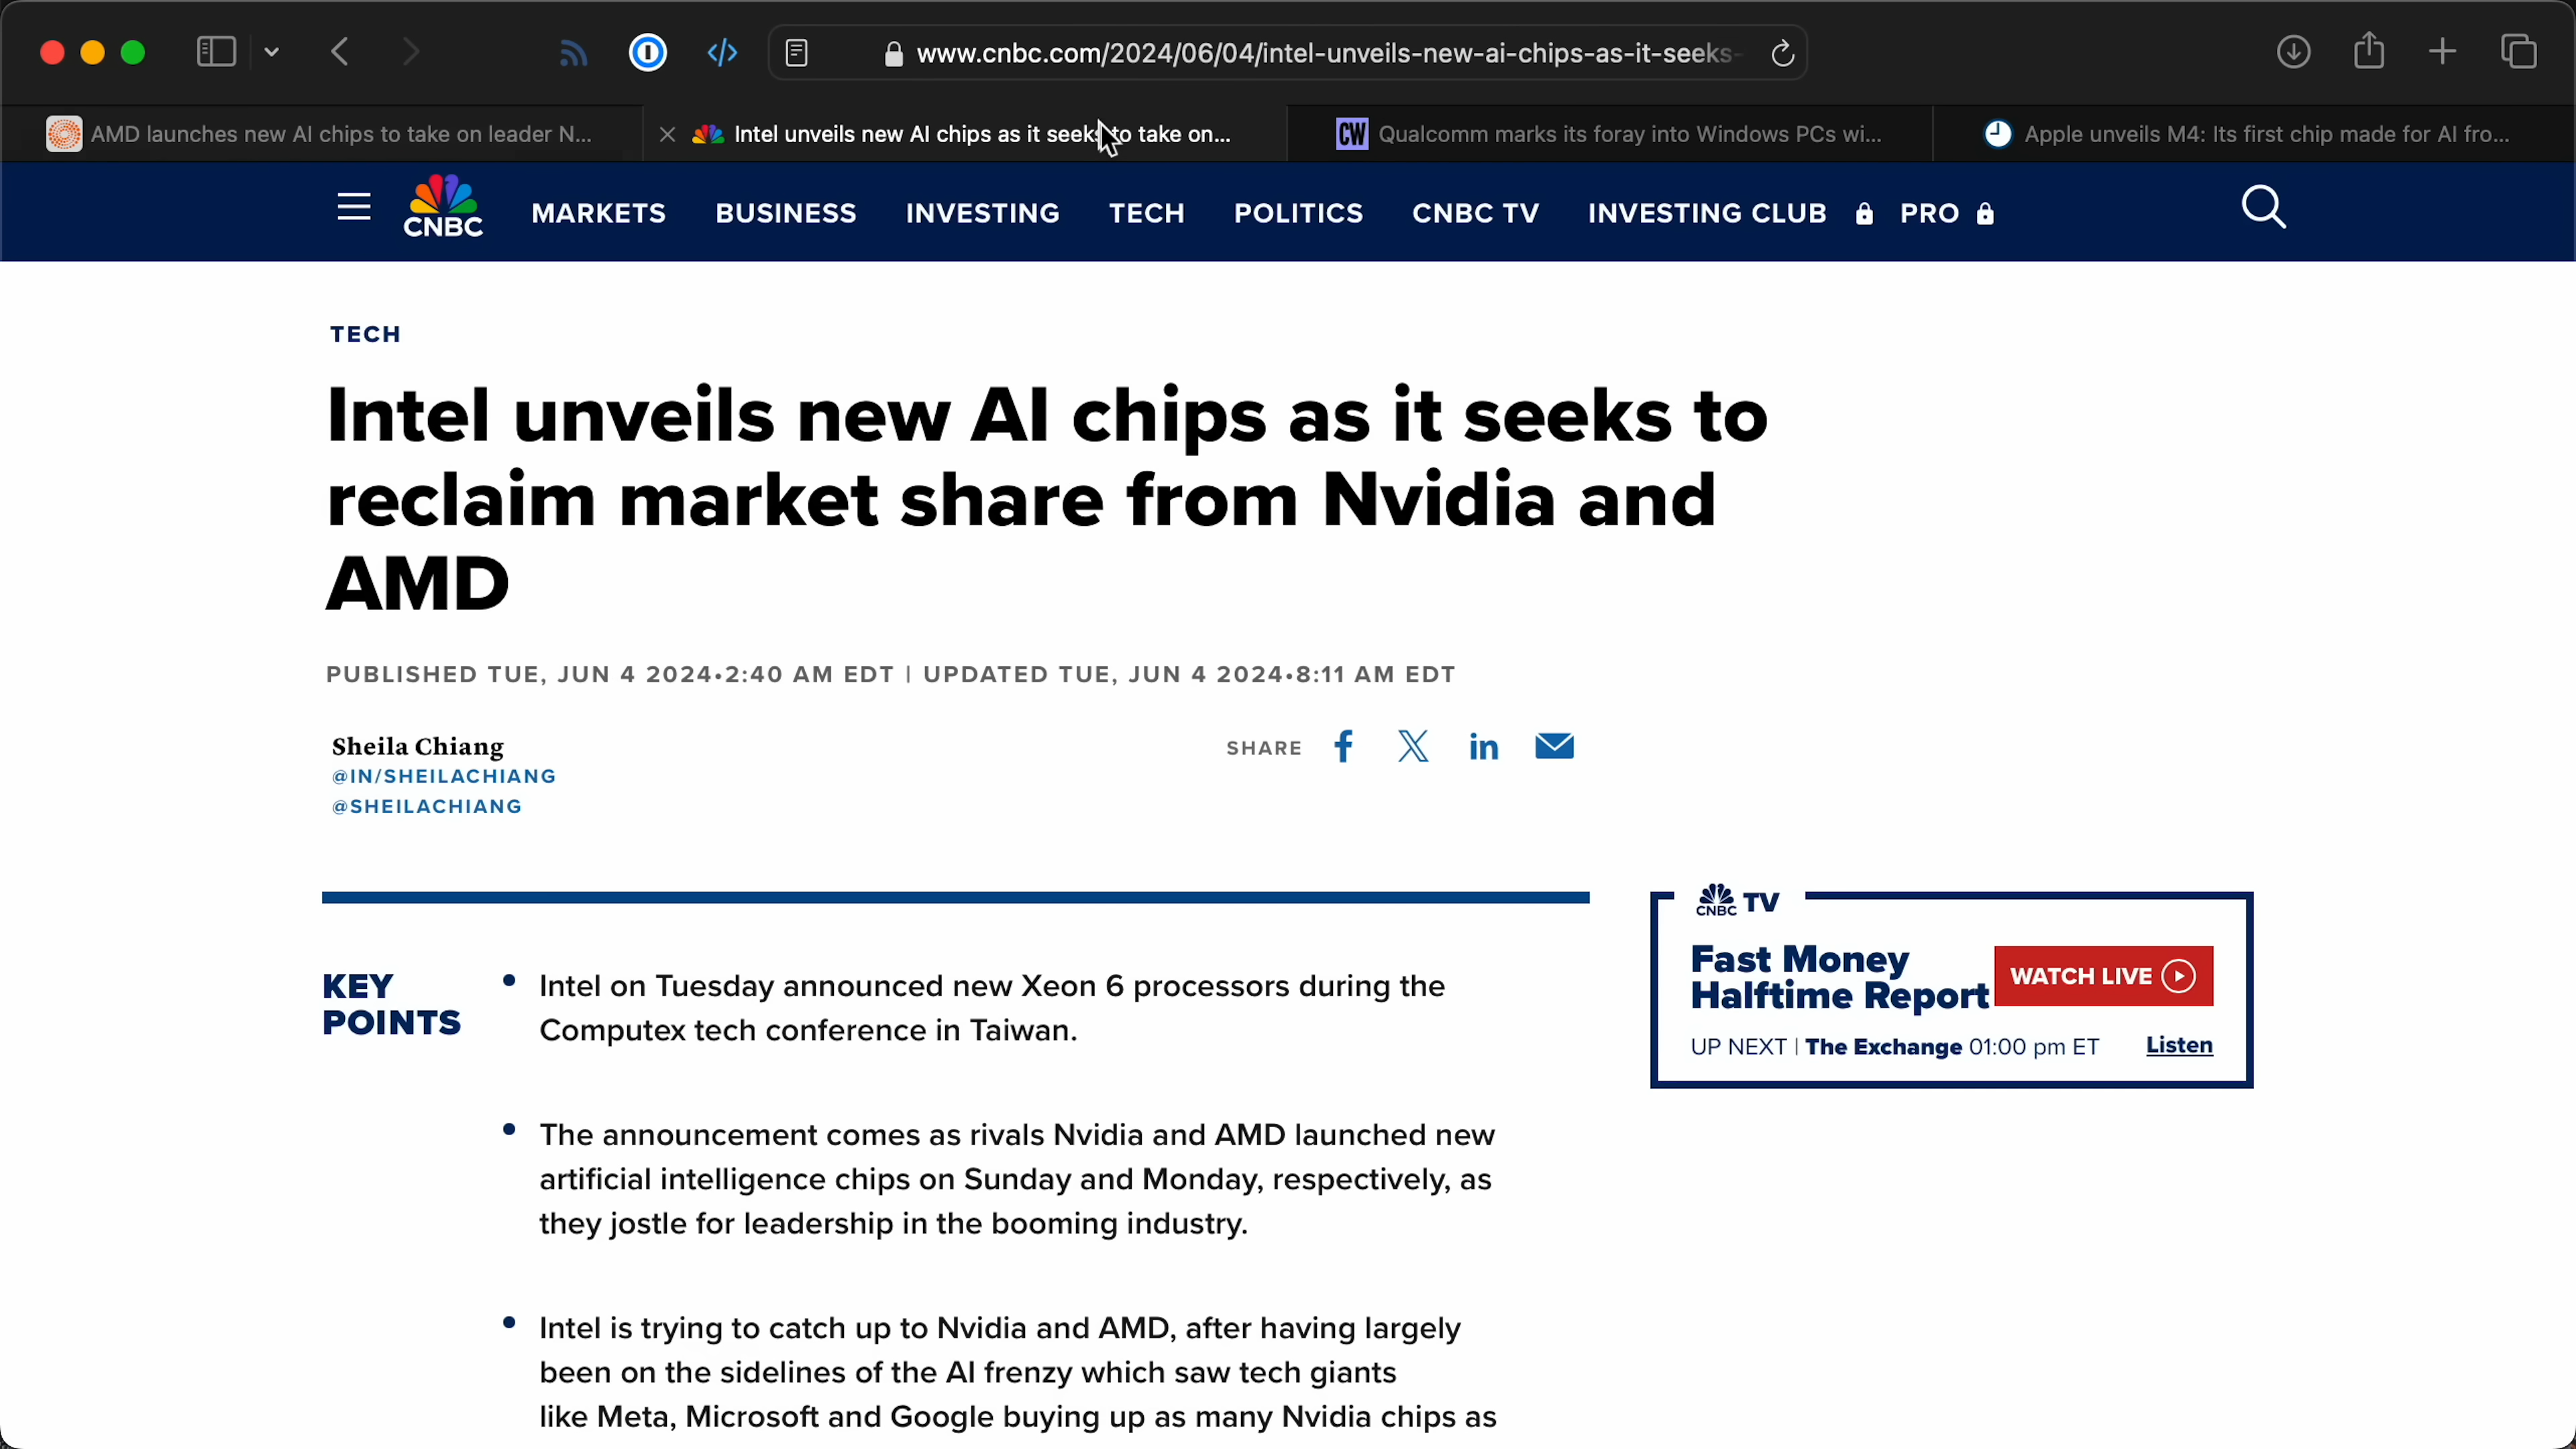 www.cnbc.com/2024/06/04/intel-unveils-new-ai-chips-as-it-seeks-
AMD launches new AI chips to take on leader N...
Intel unveils new AI chips as it seeks to take on...
CW
Qualcomm marks its foray into Windows PCs wi...
Apple unveils M4: Its first chip made for AI fro...
CNBC
MARKETS
BUSINESS
INVESTING
TECH
POLITICS
CNBC TV
INVESTING CLUB
PRO
TECH
Intel unveils new AI chips as it seeks to
reclaim market share from Nvidia and
AMD
PUBLISHED TUE, JUN 4 2024•2:40 AM EDT | UPDATED TUE, JUN 4 2024•8:11 AM EDT
Sheila Chiang
@IN/SHEILACHIANG
@SHEILACHIANG
SHARE
KEY
POINTS
• Intel on Tuesday announced new Xeon 6 processors during the
Computex tech conference in Taiwan.
• The announcement comes as rivals Nvidia and AMD launched new
artificial intelligence chips on Sunday and Monday, respectively, as
they jostle for leadership in the booming industry.
• Intel is trying to catch up to Nvidia and AMD, after having largely
been on the sidelines of the AI frenzy which saw tech giants
like Meta, Microsoft and Google buying up as many Nvidia chips as
CNBC TV
Fast Money
Halftime Report
WATCH LIVE
UP NEXT | The Exchange 01:00 pm ET
Listen